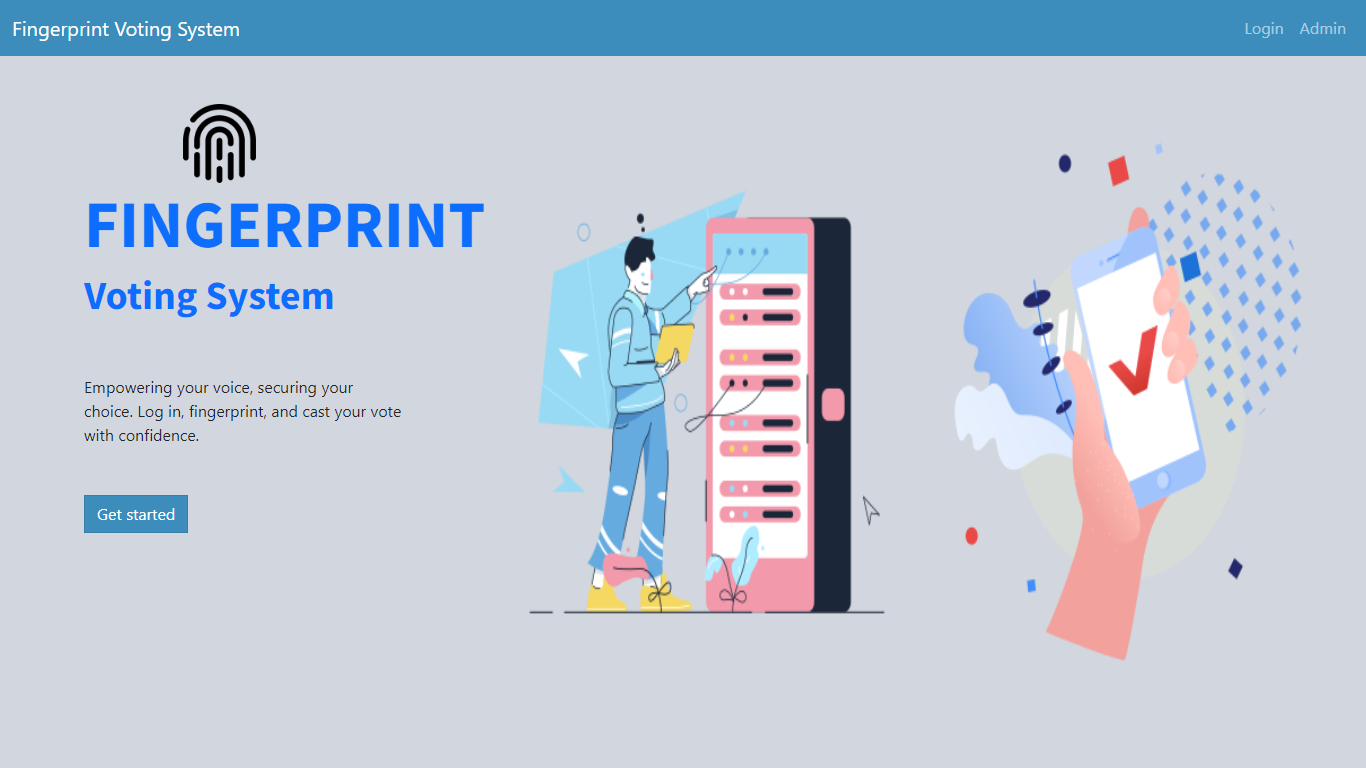 Fingerprint Voting System
Login
Admin
FINGERPRINT
Voting System
Empowering your voice, securing your
choice. Log in, fingerprint, and cast your vote
with confidence.
Get started